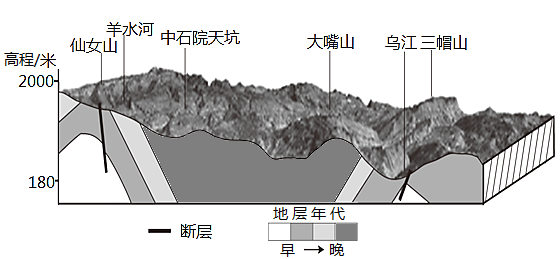 仙女山 羊水河 中石院天坑 大嘴山 乌江 三帽山
高程/米
2000
180
断层
地层年代
早 → 晚